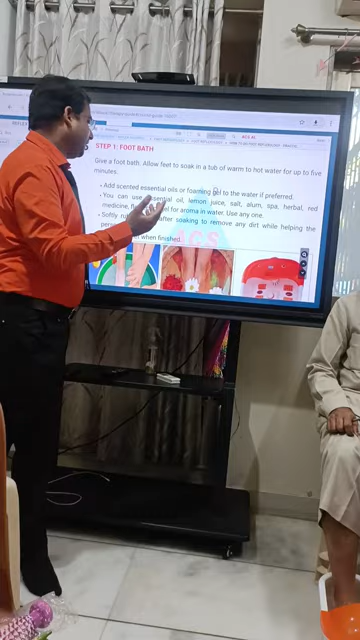 STEP 1: FOOT BATH
Give a foot bath. Allow feet to soak in a tub of warm to hot water for up to five
minutes.
- Add scented essential oils or foaming gel to the water if preferred.
- You can use essential oil, lemon juice, salt, alum, spa, herbal, red
medicine, for aroma in water. Use any one.
- Softly after soaking to remove any dirt while helping the
when finished.
ACS